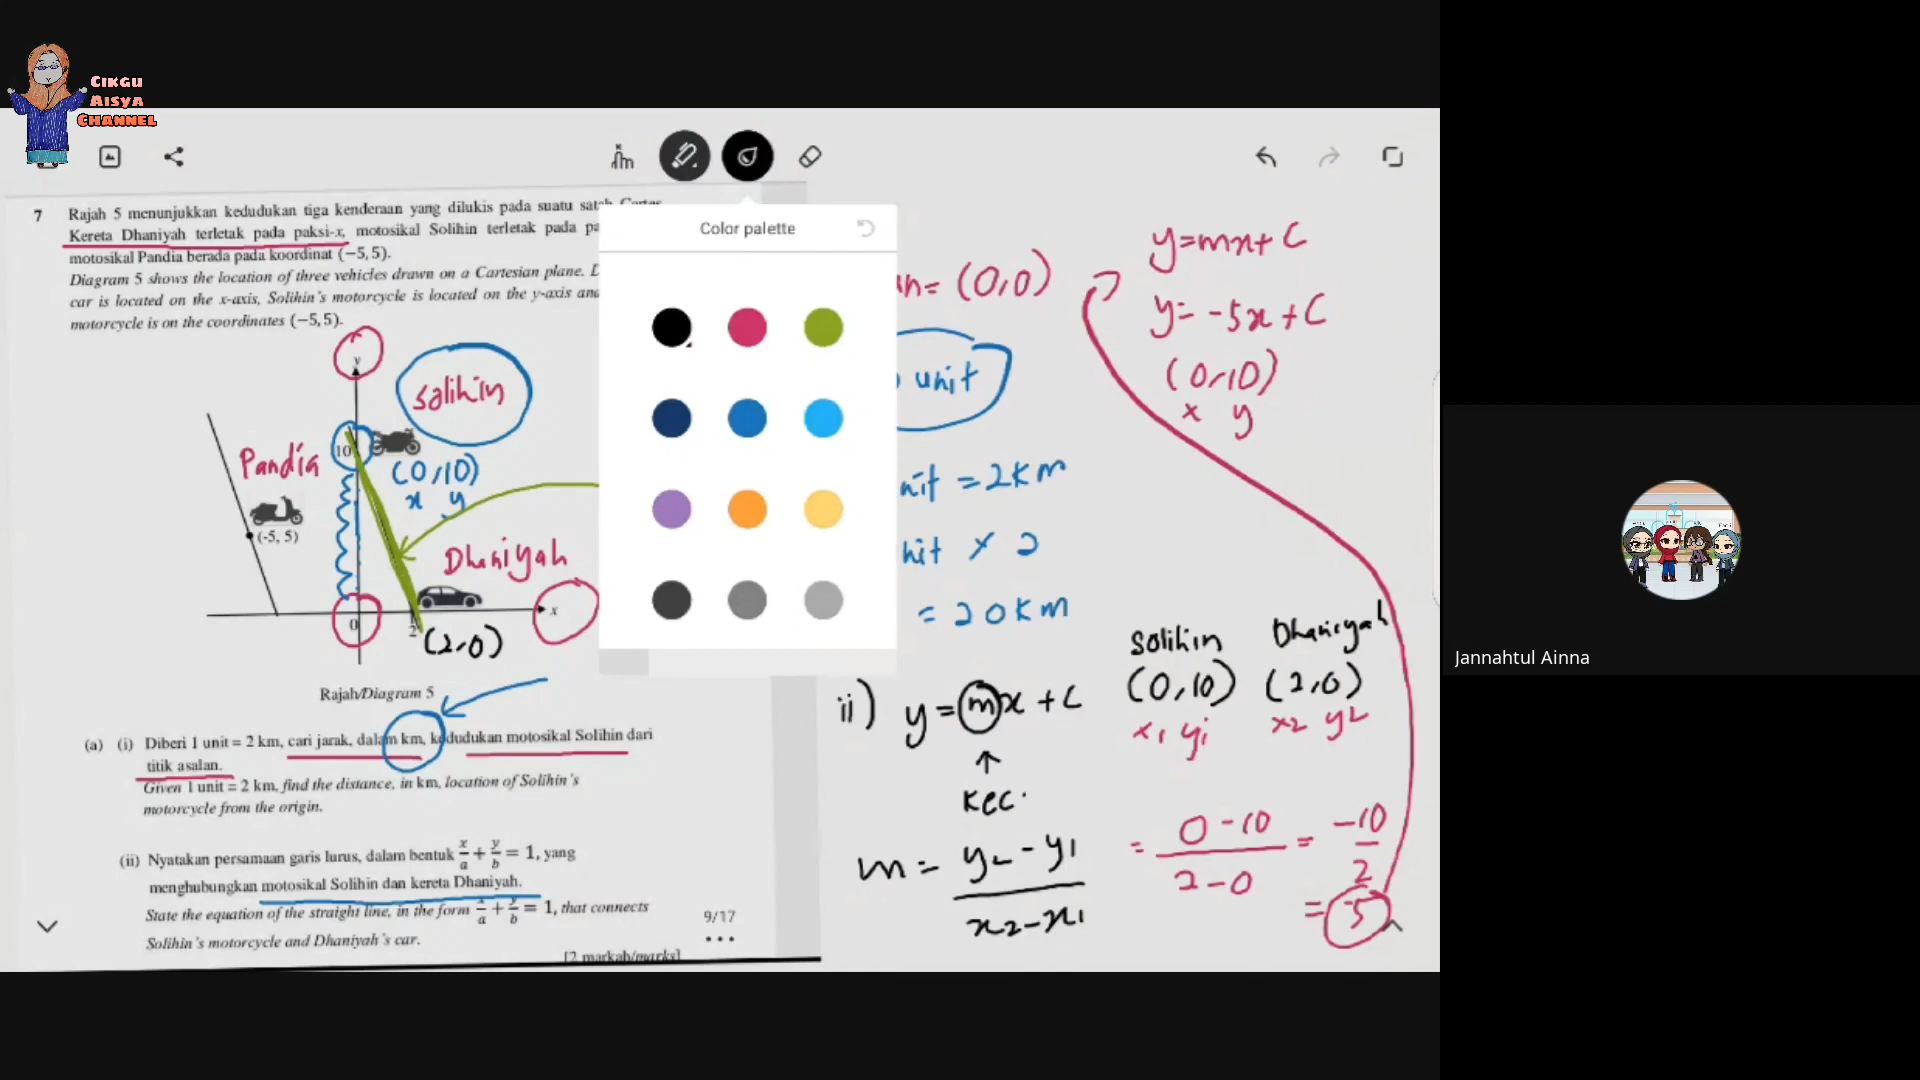 CIKGU
AISYA
CHANNEL
7 Rajah 5 menunjukkan kedudukan tiga kenderaan yang dilukis pada suatu
Kereta Dhaniyah terletak pada paksi-x, motosikal Solihin terletak pada
motosikal Pandia berada pada koordinat (−5, 5).
Diagram 5 shows the location of three vehicles drawn on a Cartesian plane.
car is located on the x-axis, Solihin's motorcycle is located on the y-axis and
motorcycle is on the coordinates (−5, 5).
y
Solihin
10
Pandia
(0,10)
x y
(-5, 5)
Dhaniyah
x
0
2
(2,0)
Rajah/Diagram 5
(a) (i) Diberi 1 unit = 2 km, cari jarak, dalam km, kedudukan motosikal Solihin dari
titik asalan.
Given 1 unit = 2 km, find the distance, in km, location of Solihin's
motorcycle from the origin.
(ii) Nyatakan persamaan garis lurus, dalam bentuk x/a + y/b = 1, yang
menghubungkan motosikal Solihin dan kereta Dhaniyah.
State the equation of the straight line, in the form x/a + y/b = 1, that connects
Solihin's motorcycle and Dhaniyah's car.
[2 markah/marks]
9/17
Color palette
= (0,0)
unit
= 2km
x 2
= 20km
y=mx+c
y= -5x+c
(0,10)
x y
Solihin Dhaniyah
(0,10) (2,0)
x1 y1 x2 y2
ii) y = mx + c
↑
kec.
m = y2 - y1 / x2 - x1
= 0 - 10 / 2 - 0 = -10 / 2
= -5
Jannahtul Ainna